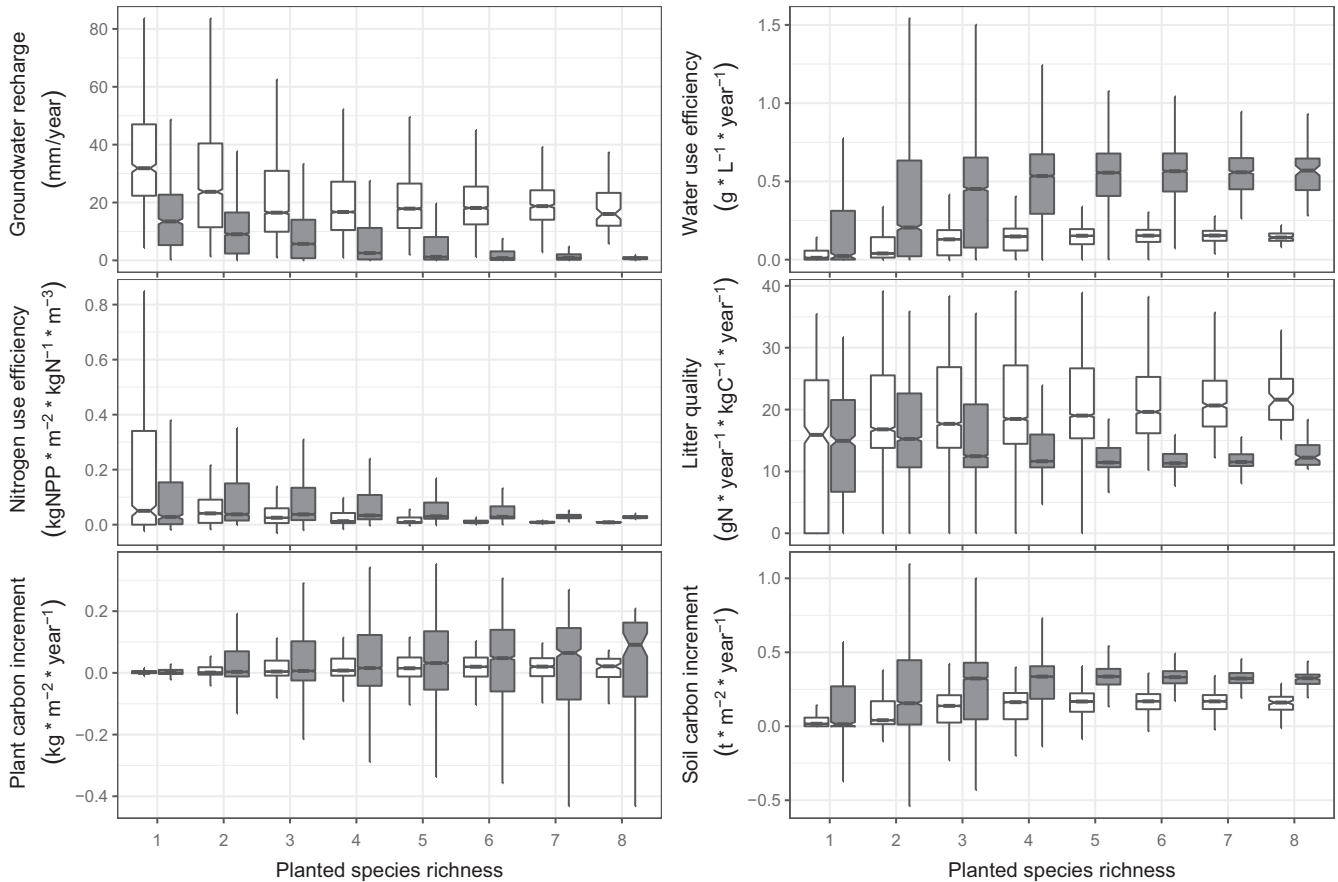 Groundwater recharge
(mm/year)
80
60
40
20
0
Water use efficiency
(g * L⁻¹ * year⁻¹)
1.5
1.0
0.5
0.0
Nitrogen use efficiency
(kgNPP * m⁻² * kgN⁻¹ * m⁻³)
0.8
0.6
0.4
0.2
0.0
Litter quality
(gN * year⁻¹ * kgC⁻¹ * year⁻¹)
40
30
20
10
0
Plant carbon increment
(kg * m⁻² * year⁻¹)
0.2
0.0
−0.2
−0.4
1 2 3 4 5 6 7 8
Planted species richness
Soil carbon increment
(t * m⁻² * year⁻¹)
1.0
0.5
0.0
−0.5
1 2 3 4 5 6 7 8
Planted species richness